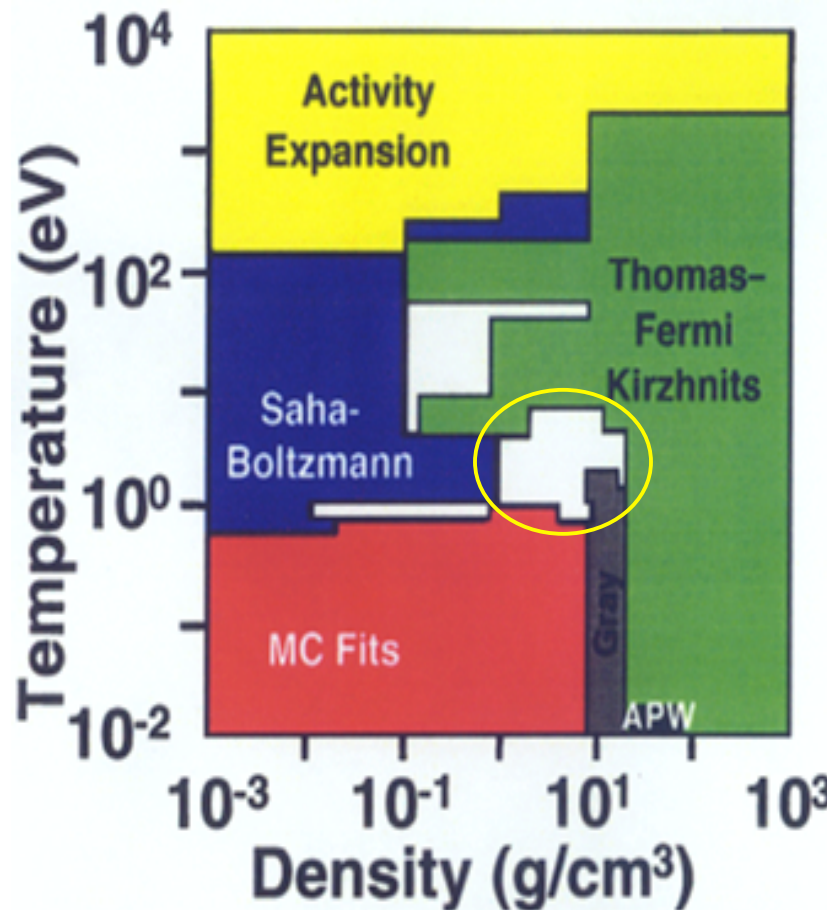 10⁴
Activity
Expansion
10²
Thomas–
Fermi
Kirzhnits
Saha-
Boltzmann
10⁰
MC Fits
Gray
APW
10⁻²
Temperature (eV)
10⁻³ 10⁻¹ 10¹ 10³
Density (g/cm³)